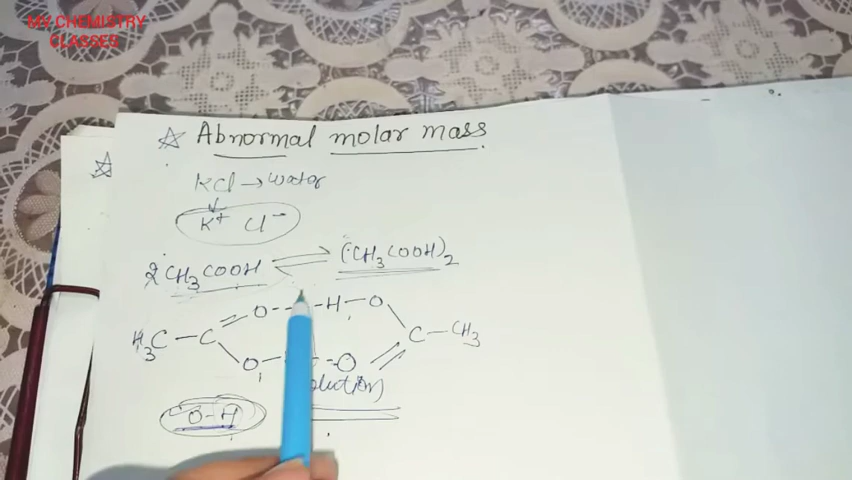 MV CHEMISTRY
CLASSES
☆ Abnormal molar mass
KCl → Water
↓
K⁺ Cl⁻
2CH₃COOH ⇌ (CH₃COOH)₂
O --- H – O
H₃C – C C – CH₃
O – --O
O-H